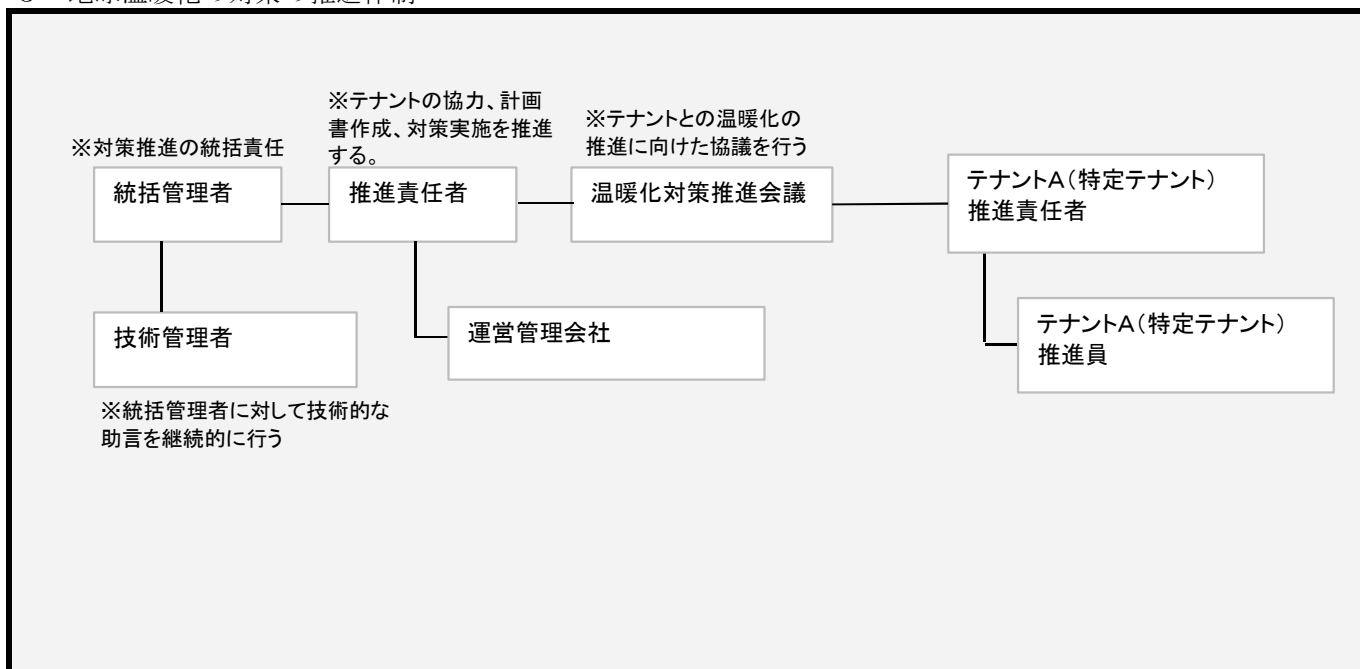 ※対策推進の統括責任
統括管理者
※テナントの協力、計画
書作成、対策実施を推進
する。
推進責任者
※テナントとの温暖化の
推進に向けた協議を行う
温暖化対策推進会議
テナントA(特定テナント)
推進責任者
技術管理者
※統括管理者に対して技術的な
助言を継続的に行う
運営管理会社
テナントA(特定テナント)
推進員